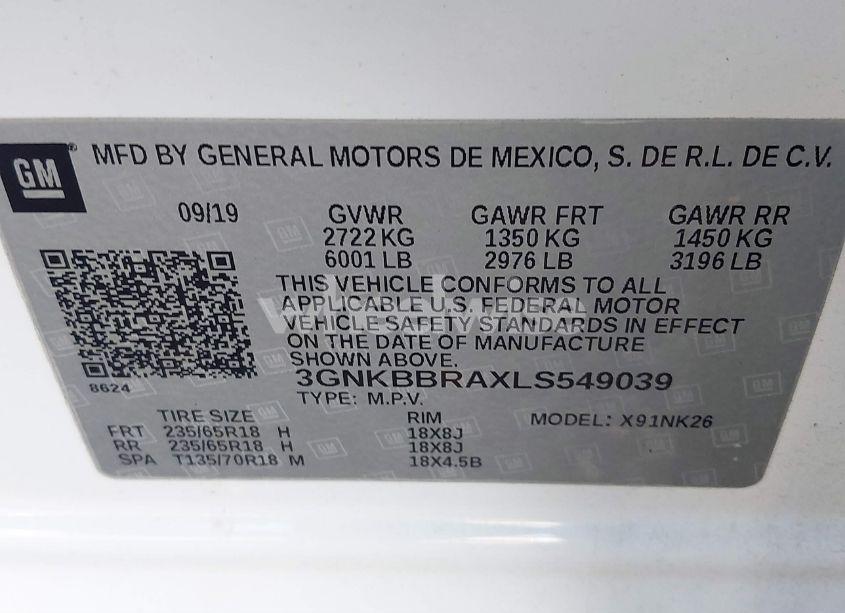 GM
MFD BY GENERAL MOTORS DE MEXICO, S. DE R.L. DE C.V.
09/19 GVWR GAWR FRT GAWR RR
2722 KG 1350 KG 1450 KG
6001 LB 2976 LB 3196 LB
THIS VEHICLE CONFORMS TO ALL
APPLICABLE U.S. FEDERAL MOTOR
VEHICLE SAFETY STANDARDS IN EFFECT
ON THE DATE OF MANUFACTURE
SHOWN ABOVE.
8624
3GNKBBRAXLS549039
TYPE: M.P.V.
TIRE SIZE RIM MODEL: X91NK26
FRT 235/65R18 H 18X8J
RR 235/65R18 H 18X8J
SPA T135/70R18 M 18X4.5B